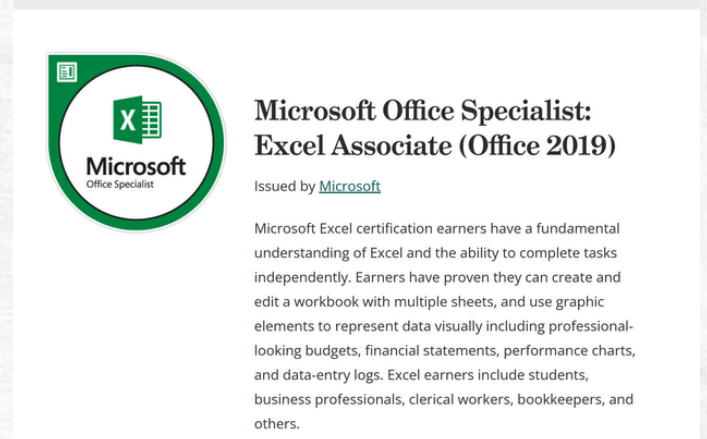 X
Microsoft
Office Specialist
Microsoft Office Specialist:
Excel Associate (Office 2019)
Issued by Microsoft
Microsoft Excel certification earners have a fundamental
understanding of Excel and the ability to complete tasks
independently. Earners have proven they can create and
edit a workbook with multiple sheets, and use graphic
elements to represent data visually including professional-
looking budgets, financial statements, performance charts,
and data-entry logs. Excel earners include students,
business professionals, clerical workers, bookkeepers, and
others.